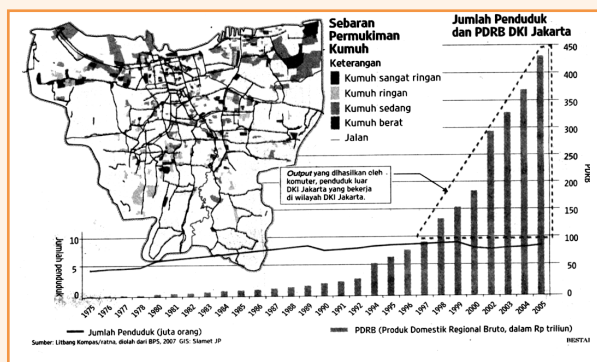 Sebaran
Permukiman
Kumuh
Keterangan
Kumuh sangat ringan
Kumuh ringan
Kumuh sedang
Kumuh berat
Jalan
Jumlah Penduduk
dan PDRB DKI Jakarta
Output yang dihasilkan oleh
komuter, penduduk luar
DKI Jakarta yang bekerja
di wilayah DKI Jakarta.
450
400
350
300
250
200
150
100
50
0
PDRB
Jumlah penduduk
10
5
0
1975
1976
1977
1979
1980
1981
1982
1983
1984
1985
1986
1987
1988
1989
1990
1991
1992
1993
1994
1995
1996
1997
1998
1999
2000
2002
2003
2004
2005
Jumlah Penduduk (juta orang)
PDRB (Produk Domestik Regional Bruto, dalam Rp triliun)
Sumber: Litbang Kompas/ratna, diolah dari BPS, 2007 GIS: Slamet JP
BESTAI